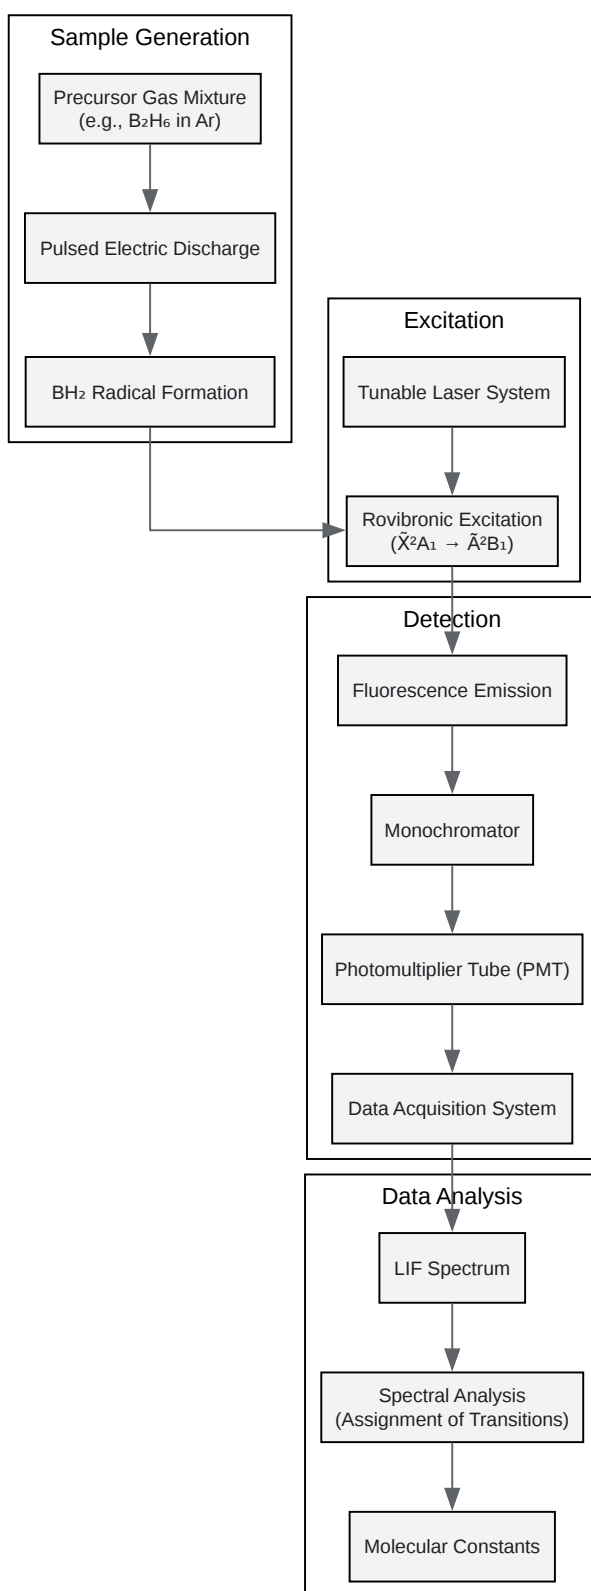 Sample Generation
Precursor Gas Mixture
(e.g., B₂H₆ in Ar)
Pulsed Electric Discharge
BH₂ Radical Formation
Excitation
Tunable Laser System
Rovibronic Excitation
(X̃²A₁ → Ã²B₁)
Detection
Fluorescence Emission
Monochromator
Photomultiplier Tube (PMT)
Data Acquisition System
Data Analysis
LIF Spectrum
Spectral Analysis
(Assignment of Transitions)
Molecular Constants